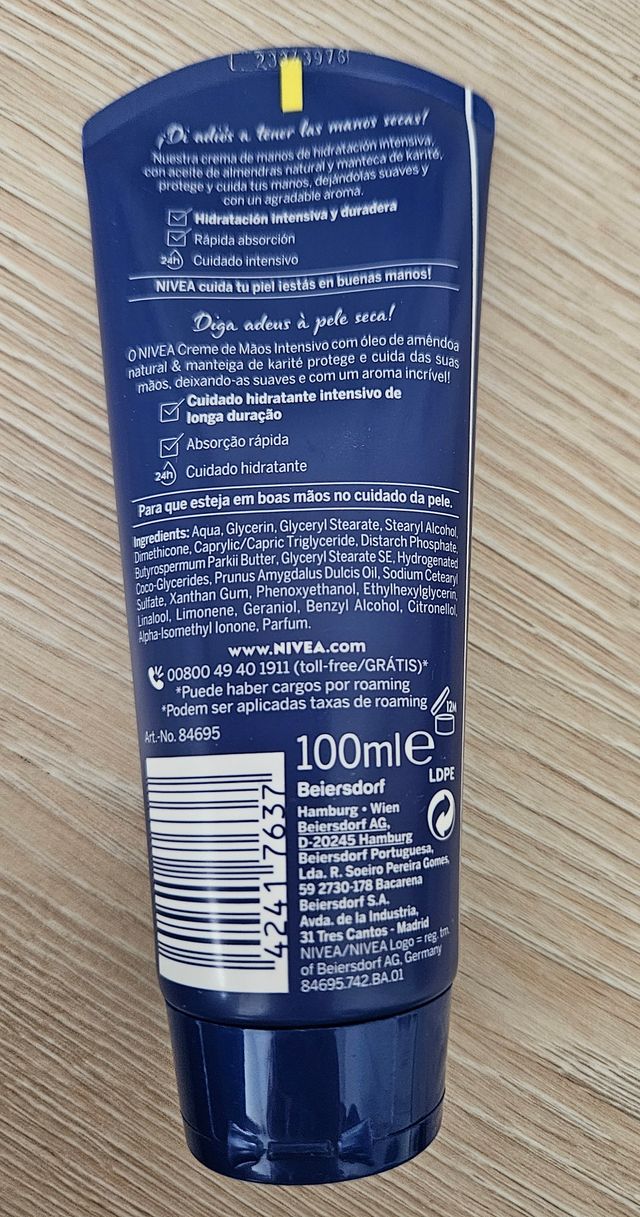 ¡Di adiós a tener las manos secas!
Nuestra crema de manos de hidratación intensiva,
con aceite de almendras natural y manteca de karité,
protege y cuida tus manos, dejándolas suaves y
con un agradable aroma.
Hidratación intensiva y duradera
Rápida absorción
24h Cuidado intensivo
NIVEA cuida tu piel ¡estás en buenas manos!
Diga adeus à pele seca!
O NIVEA Creme de Mãos Intensivo com óleo de amêndoa
natural & manteiga de karité protege e cuida das suas
mãos, deixando-as suaves e com um aroma incrível!
Cuidado hidratante intensivo de
longa duração
Absorção rápida
24h Cuidado hidratante
Para que esteja em boas mãos no cuidado da pele.
Ingredients: Aqua, Glycerin, Glyceryl Stearate, Stearyl Alcohol,
Dimethicone, Caprylic/Capric Triglyceride, Distarch Phosphate,
Butyrospermum Parkii Butter, Glyceryl Stearate SE, Hydrogenated
Coco-Glycerides, Prunus Amygdalus Dulcis Oil, Sodium Cetearyl
Sulfate, Xanthan Gum, Phenoxyethanol, Ethylhexylglycerin,
Linalool, Limonene, Geraniol, Benzyl Alcohol, Citronellol,
Alpha-Isomethyl Ionone, Parfum.
www.NIVEA.com
00800 49 40 1911 (toll-free/GRÁTIS)*
*Puede haber cargos por roaming
*Podem ser aplicadas taxas de roaming
12M
Art.-No. 84695
100ml e
LDPE
4241 7637
Beiersdorf
Hamburg • Wien
Beiersdorf AG,
D-20245 Hamburg
Beiersdorf Portuguesa,
Lda. R. Soeiro Pereira Gomes,
59 2730-178 Bacarena
Beiersdorf S.A.
Avda. de la Industria,
31 Tres Cantos - Madrid
NIVEA/NIVEA Logo = reg. tm.
of Beiersdorf AG, Germany
84695.742.BA.01